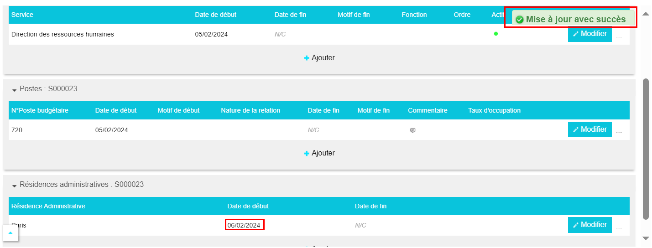 Service Date de début Date de fin Motif de fin Fonction Ordre Mise à jour avec succès
Direction des ressources humaines 05/02/2024 N/C Modifier
Ajouter
Postes : S000023
N°Poste budgétaire Date de début Motif de début Nature de la relation Date de fin Motif de fin Commentaire Taux d'occupation
720 05/02/2024 N/C Modifier ...
Ajouter
Résidences administratives : S000023
Résidence Administrative Date de début Date de fin
06/02/2024 N/C Modifier